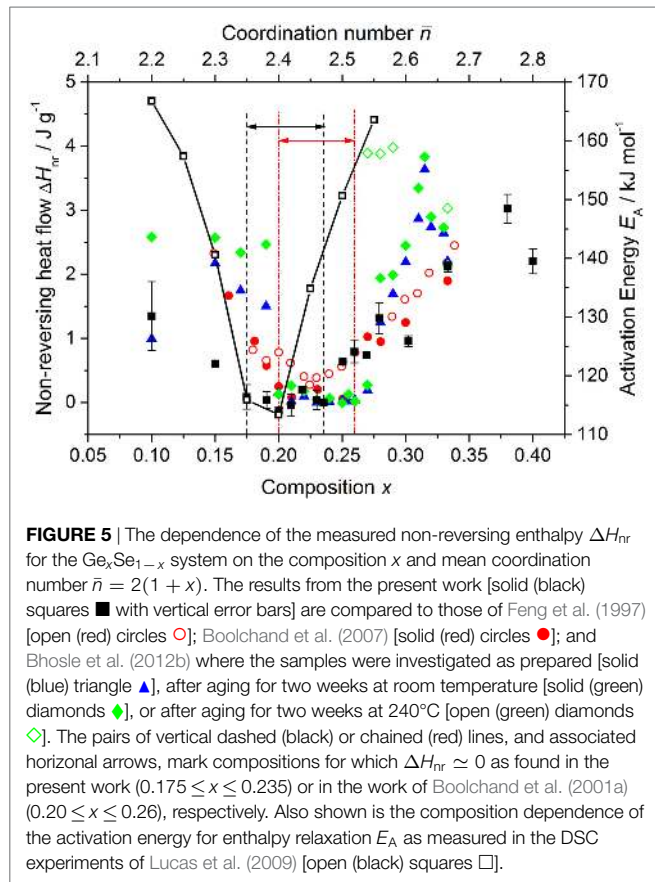 Coordination number n̄
2.1 2.2 2.3 2.4 2.5 2.6 2.7 2.8
5 170
4 160
3 150
2 140
1 130
0 120
110
Non-reversing heat flow ΔHnr / J g⁻¹
Activation Energy EA / kJ mol⁻¹
0.05 0.10 0.15 0.20 0.25 0.30 0.35 0.40
Composition x
FIGURE 5 | The dependence of the measured non-reversing enthalpy ΔHnr
for the GexSe1−x system on the composition x and mean coordination
number n̄ = 2(1 + x). The results from the present work [solid (black)
squares ■ with vertical error bars] are compared to those of Feng et al. (1997)
[open (red) circles ○]; Boolchand et al. (2007) [solid (red) circles ●]; and
Bhosle et al. (2012b) where the samples were investigated as prepared [solid
(blue) triangle ▲], after aging for two weeks at room temperature [solid (green)
diamonds ◆], or after aging for two weeks at 240°C [open (green) diamonds
◇]. The pairs of vertical dashed (black) or chained (red) lines, and associated
horizonal arrows, mark compositions for which ΔHnr ≃ 0 as found in the
present work (0.175 ≤ x ≤ 0.235) or in the work of Boolchand et al. (2001a)
(0.20 ≤ x ≤ 0.26), respectively. Also shown is the composition dependence of
the activation energy for enthalpy relaxation EA as measured in the DSC
experiments of Lucas et al. (2009) [open (black) squares □].